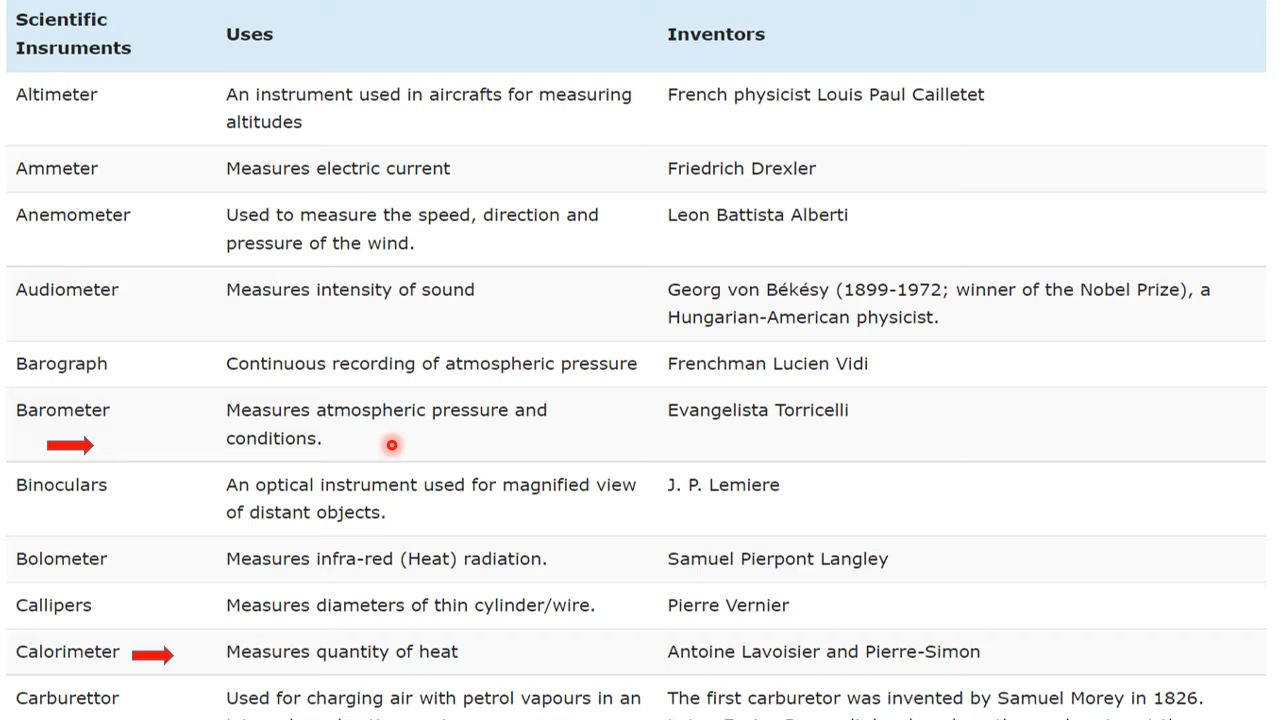 Scientific
Insruments
Uses
Inventors
Altimeter
An instrument used in aircrafts for measuring
altitudes
French physicist Louis Paul Cailletet
Ammeter
Measures electric current
Friedrich Drexler
Anemometer
Used to measure the speed, direction and
pressure of the wind.
Leon Battista Alberti
Audiometer
Measures intensity of sound
Georg von Békésy (1899-1972; winner of the Nobel Prize), a
Hungarian-American physicist.
Barograph
Continuous recording of atmospheric pressure
Frenchman Lucien Vidi
Barometer
Measures atmospheric pressure and
conditions.
Evangelista Torricelli
Binoculars
An optical instrument used for magnified view
of distant objects.
J. P. Lemiere
Bolometer
Measures infra-red (Heat) radiation.
Samuel Pierpont Langley
Callipers
Measures diameters of thin cylinder/wire.
Pierre Vernier
Calorimeter
Measures quantity of heat
Antoine Lavoisier and Pierre-Simon
Carburettor
Used for charging air with petrol vapours in an
The first carburetor was invented by Samuel Morey in 1826.